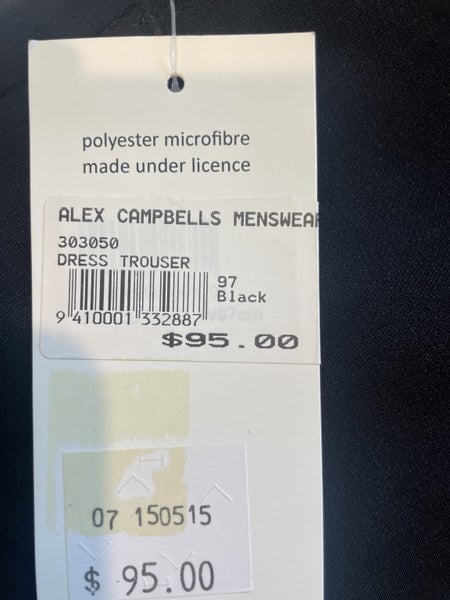 polyester microfibre
made under licence
ALEX CAMPBELLS MENSWEAR
303050
DRESS TROUSER
97
Black
9 410001 332887
$95.00
07 150515
$ 95.00